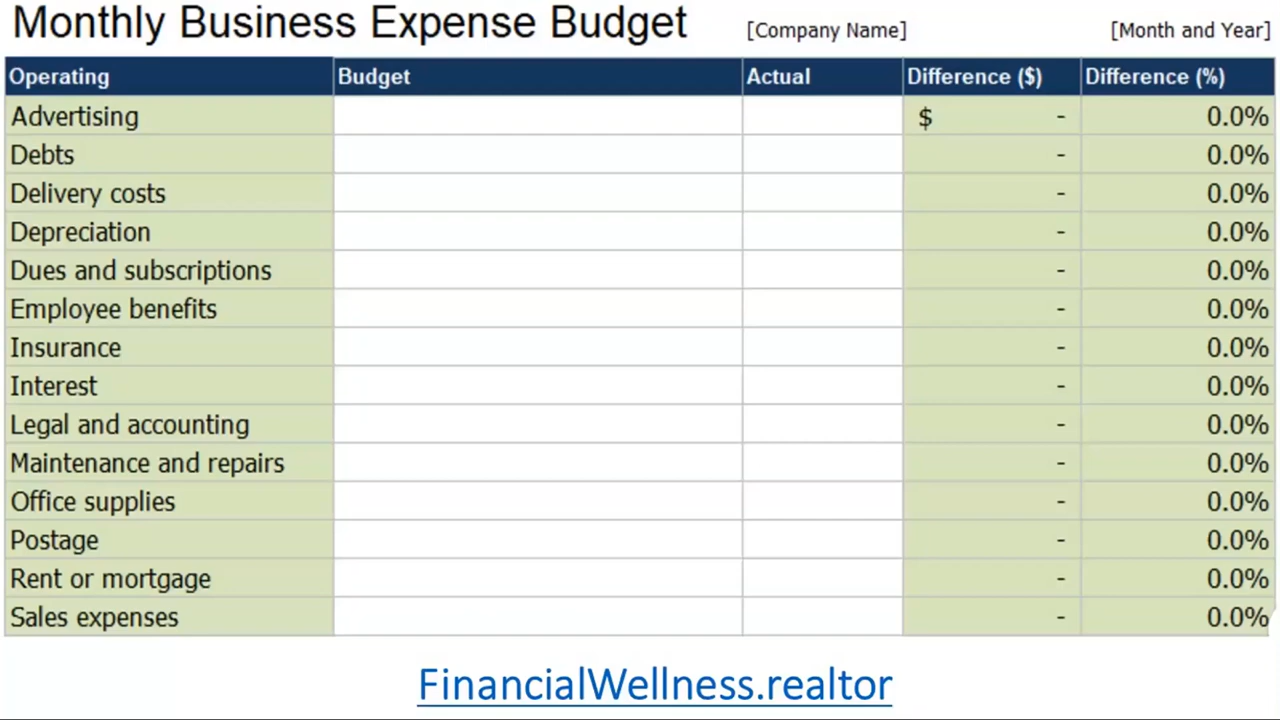 Monthly Business Expense Budget [Company Name] [Month and Year]
Operating Budget Actual Difference ($) Difference (%)
Advertising $ - 0.0%
Debts - 0.0%
Delivery costs - 0.0%
Depreciation - 0.0%
Dues and subscriptions - 0.0%
Employee benefits - 0.0%
Insurance - 0.0%
Interest - 0.0%
Legal and accounting - 0.0%
Maintenance and repairs - 0.0%
Office supplies - 0.0%
Postage - 0.0%
Rent or mortgage - 0.0%
Sales expenses - 0.0%
FinancialWellness.realtor